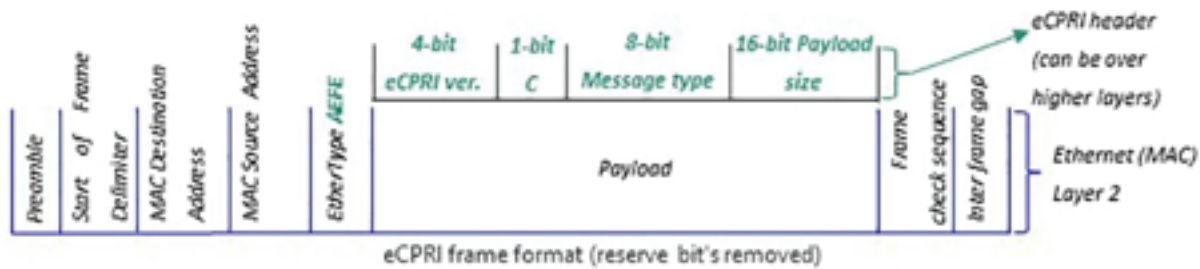 4-bit
eCPRI ver.
1-bit
C
8-bit
Message type
16-bit Payload
size
eCPRI header
(can be over
higher layers)
Preamble
Start of Frame
Delimiter
MAC Destination
Address
MAC Source Address
EtherType AEFE
Payload
Frame
check sequence
Inter frame gap
Ethernet (MAC)
Layer 2
eCPRI frame format (reserve bit's removed)